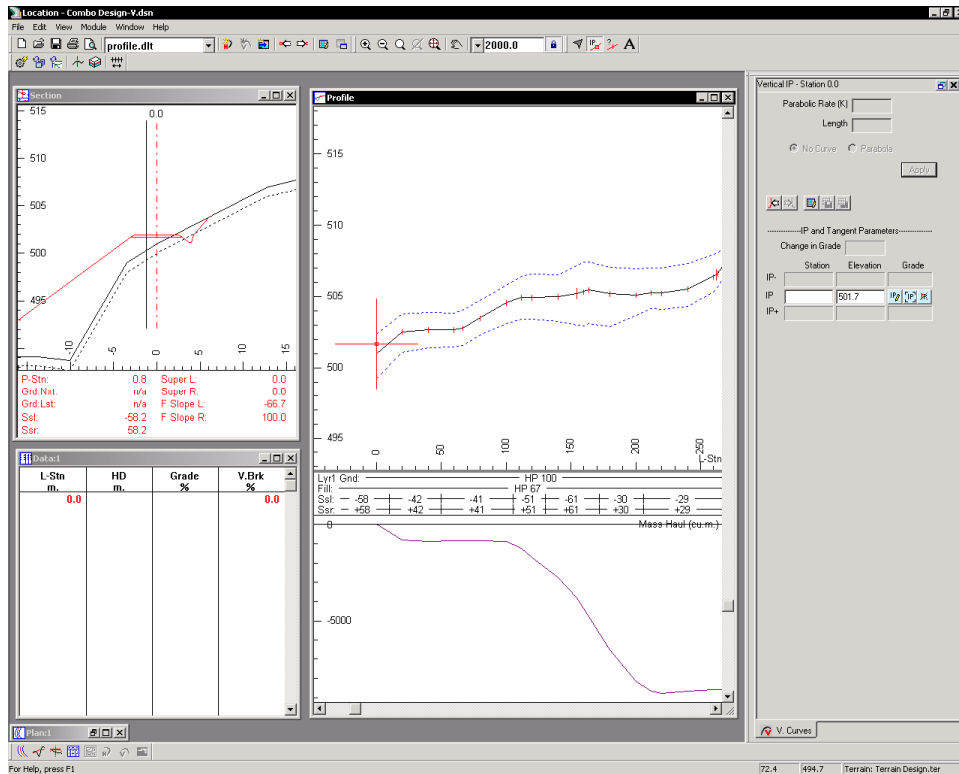 Location - Combo Design-V.dsn
File Edit View Module Window Help
profile.dlt
2000.0
IP
A
Section
0.0
515
510
505
500
495
-10 -5 0 5 10 15
P-Stn: 0.8 Super L: 0.0
Grd.Nxt. n/a Super R. 0.0
Grd.Lst: n/a F Slope L: -66.7
Ssl: -58.2 F Slope R: 100.0
Ssr: 58.2
Profile
515
510
505
500
495
0 50 100 150 200 250
L-Stn
Lyr1 Gnd: HP 100
Fill: HP 67
Ssl: -58 -42 -41 -51 -61 -30 -29
Ssr: +58 +42 +41 +51 +61 +30 +29
0 Mass Haul (cu.m.)
-5000
Data:1
L-Stn HD Grade V.Brk
m. m. % %
0.0 0.0
Vertical IP - Station 0.0
Parabolic Rate (K)
Length
No Curve Parabola
Apply
IP and Tangent Parameters
Change in Grade
Station Elevation Grade
IP-
IP 501.7 IP IP
IP+
V. Curves
Plan:1
For Help, press F1
72.4 494.7 Terrain: Terrain Design.ter